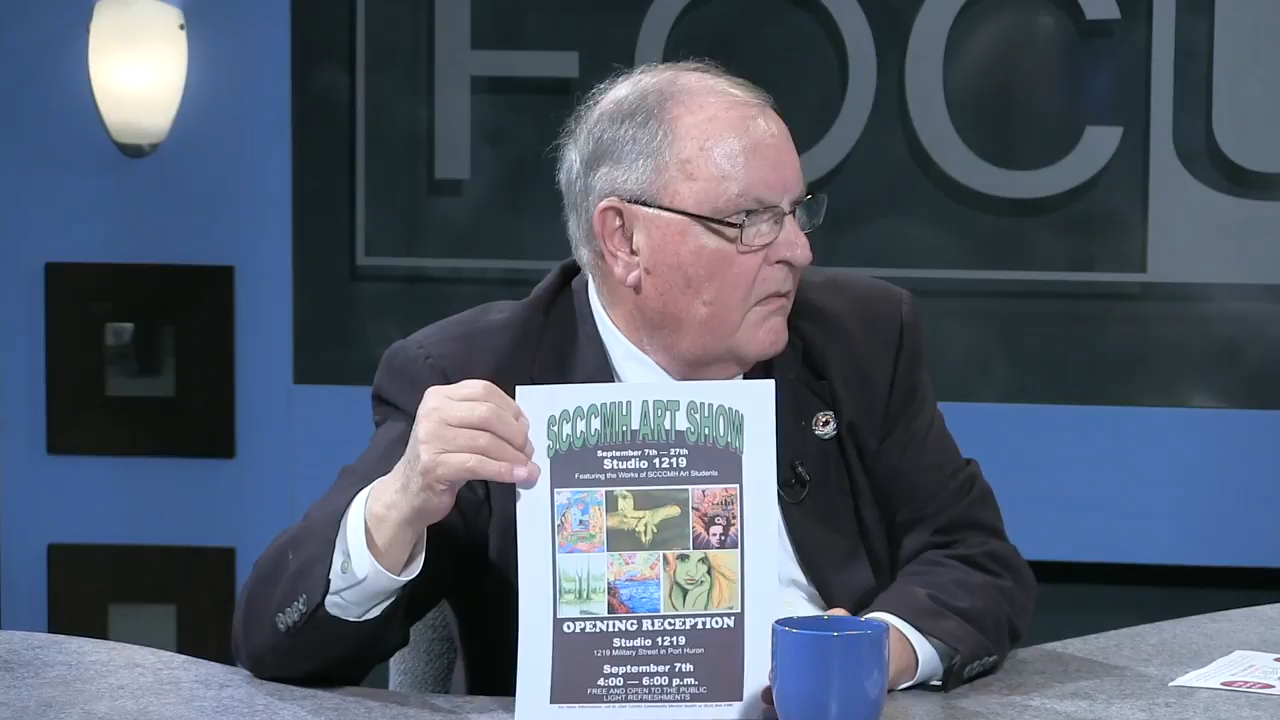 FOCU
SCCCMH ART SHOW
September 7th — 27th
Studio 1219
Featuring the Works of SCCCMH Art Students
OPENING RECEPTION
Studio 1219
1219 Military Street in Port Huron
September 7th
4:00 — 6:00 p.m.
FREE AND OPEN TO THE PUBLIC
LIGHT REFRESHMENTS